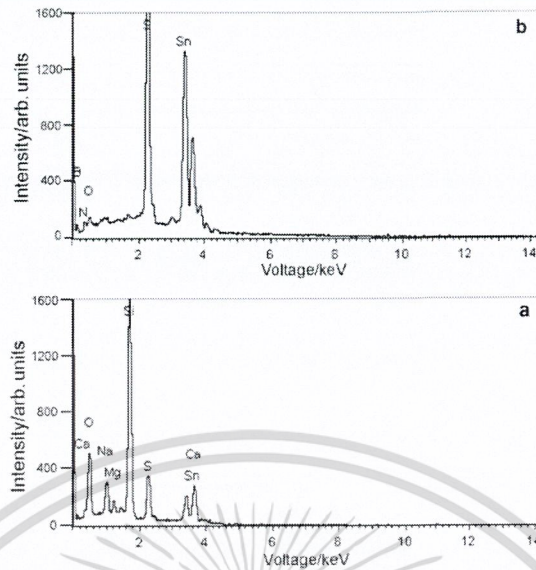 b
1600
S
Sn
1200
800
400
B
O
N
0
2
4
6
8
10
12
14
Intensity/arb. units
Voltage/keV
a
1600
Si
1200
800
O
Ca
Na
Mg
S
Ca
Sn
400
0
2
4
6
8
10
12
14
Intensity/arb. units
Voltage/keV